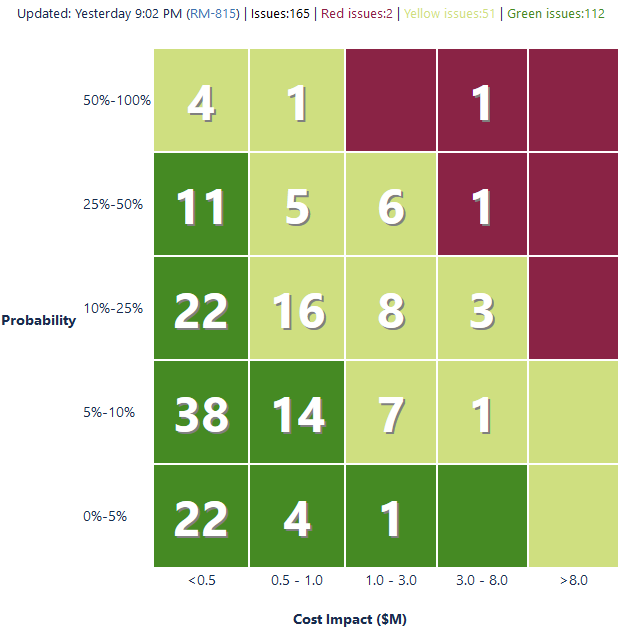 Updated: Yesterday 9:02 PM (RM-815) | Issues:165 | Red issues:2 | Yellow issues:51 | Green issues:112
50%-100% 4 1 1
25%-50% 11 5 6 1
10%-25% 22 16 8 3
Probability
5%-10% 38 14 7 1
0%-5% 22 4 1
<0.5 0.5 - 1.0 1.0 - 3.0 3.0 - 8.0 >8.0
Cost Impact ($M)